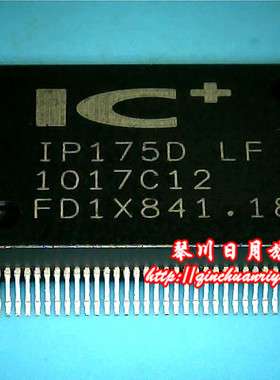 IC+
IP175D LF
1017C12
FD1X841.18
琴川日月
http://qinchuanriy